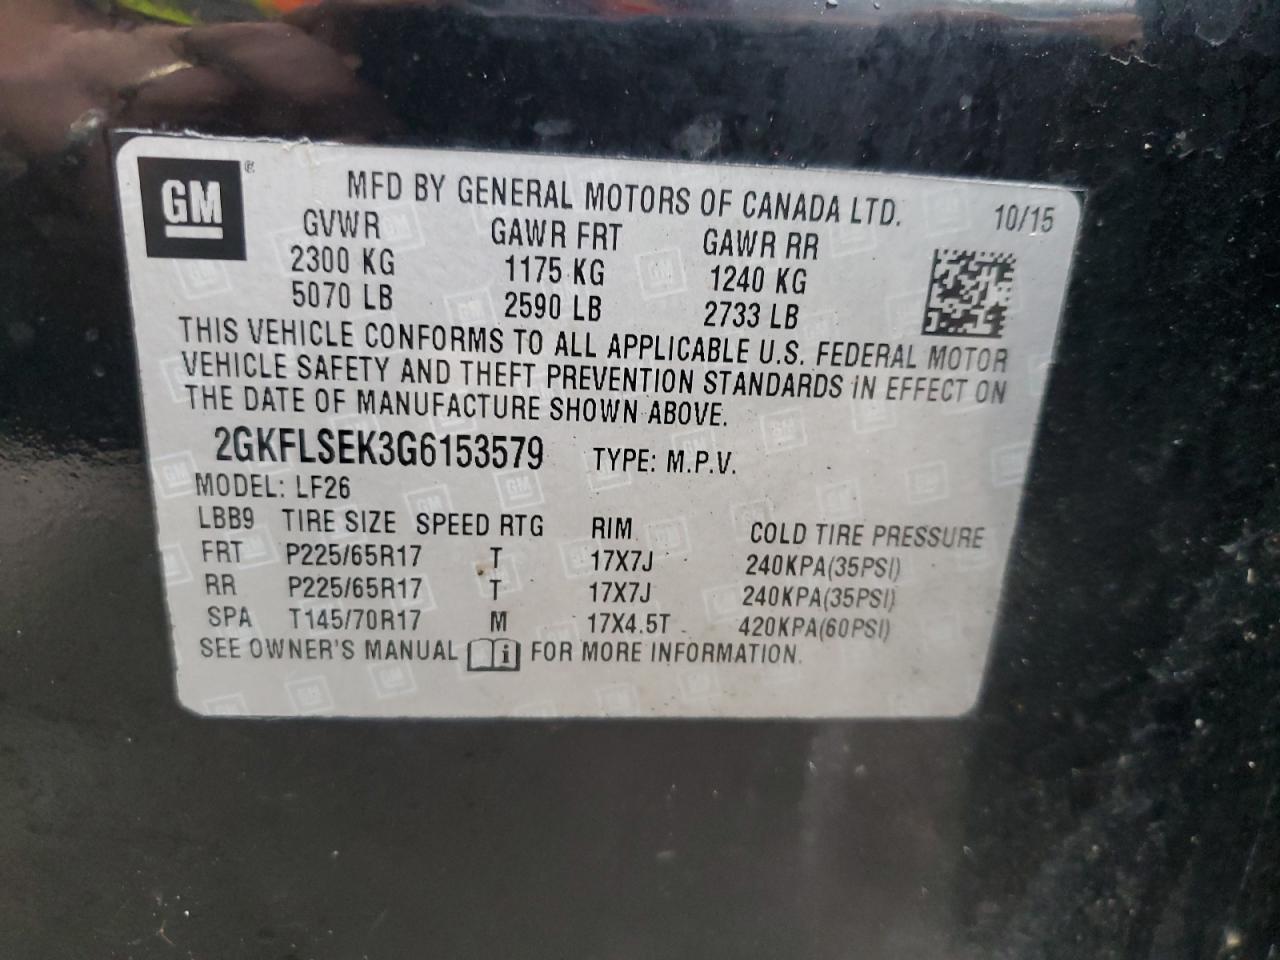 GM
MFD BY GENERAL MOTORS OF CANADA LTD. 10/15
GVWR GAWR FRT GAWR RR
2300 KG 1175 KG 1240 KG
5070 LB 2590 LB 2733 LB
THIS VEHICLE CONFORMS TO ALL APPLICABLE U.S. FEDERAL MOTOR
VEHICLE SAFETY AND THEFT PREVENTION STANDARDS IN EFFECT ON
THE DATE OF MANUFACTURE SHOWN ABOVE.
2GKFLSEK3G6153579 TYPE: M.P.V.
MODEL: LF26
LBB9 TIRE SIZE SPEED RTG RIM COLD TIRE PRESSURE
FRT P225/65R17 T 17X7J 240KPA(35PSI)
RR P225/65R17 T 17X7J 240KPA(35PSI)
SPA T145/70R17 M 17X4.5T 420KPA(60PSI)
SEE OWNER'S MANUAL i FOR MORE INFORMATION.